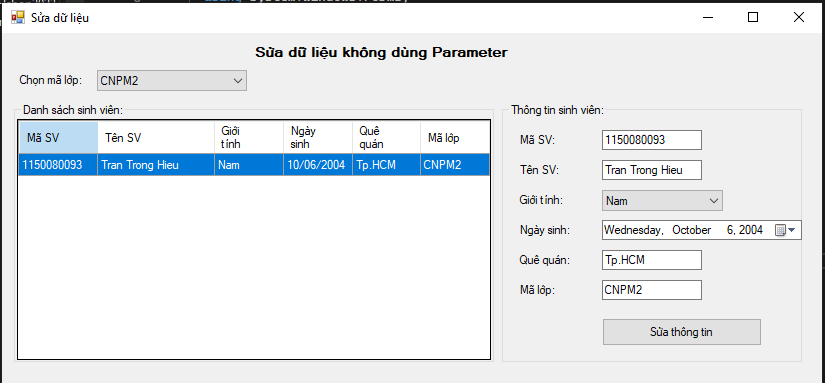 Sửa dữ liệu
Sửa dữ liệu không dùng Parameter
Chọn mã lớp: CNPM2
Danh sách sinh viên:
Mã SV Tên SV Giới tính Ngày sinh Quê quán Mã lớp
1150080093 Tran Trong Hieu Nam 10/06/2004 Tp.HCM CNPM2
Thông tin sinh viên:
Mã SV: 1150080093
Tên SV: Tran Trong Hieu
Giới tính: Nam
Ngày sinh: Wednesday, October 6, 2004
Quê quán: Tp.HCM
Mã lớp: CNPM2
Sửa thông tin